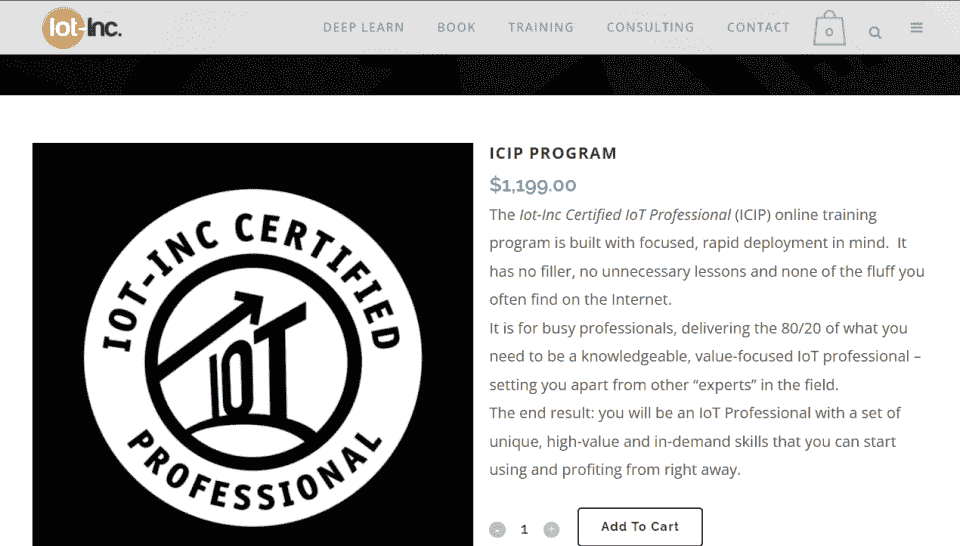 Iot-Inc.
DEEP LEARN BOOK TRAINING CONSULTING CONTACT 0
ICIP PROGRAM
$1,199.00
The Iot-Inc Certified IoT Professional (ICIP) online training
program is built with focused, rapid deployment in mind.  It
has no filler, no unnecessary lessons and none of the fluff you
often find on the Internet.
It is for busy professionals, delivering the 80/20 of what you
need to be a knowledgeable, value-focused IoT professional –
setting you apart from other “experts” in the field.
The end result: you will be an IoT Professional with a set of
unique, high-value and in-demand skills that you can start
using and profiting from right away.
- 1 + Add To Cart
IOT-INC CERTIFIED
IOT
PROFESSIONAL